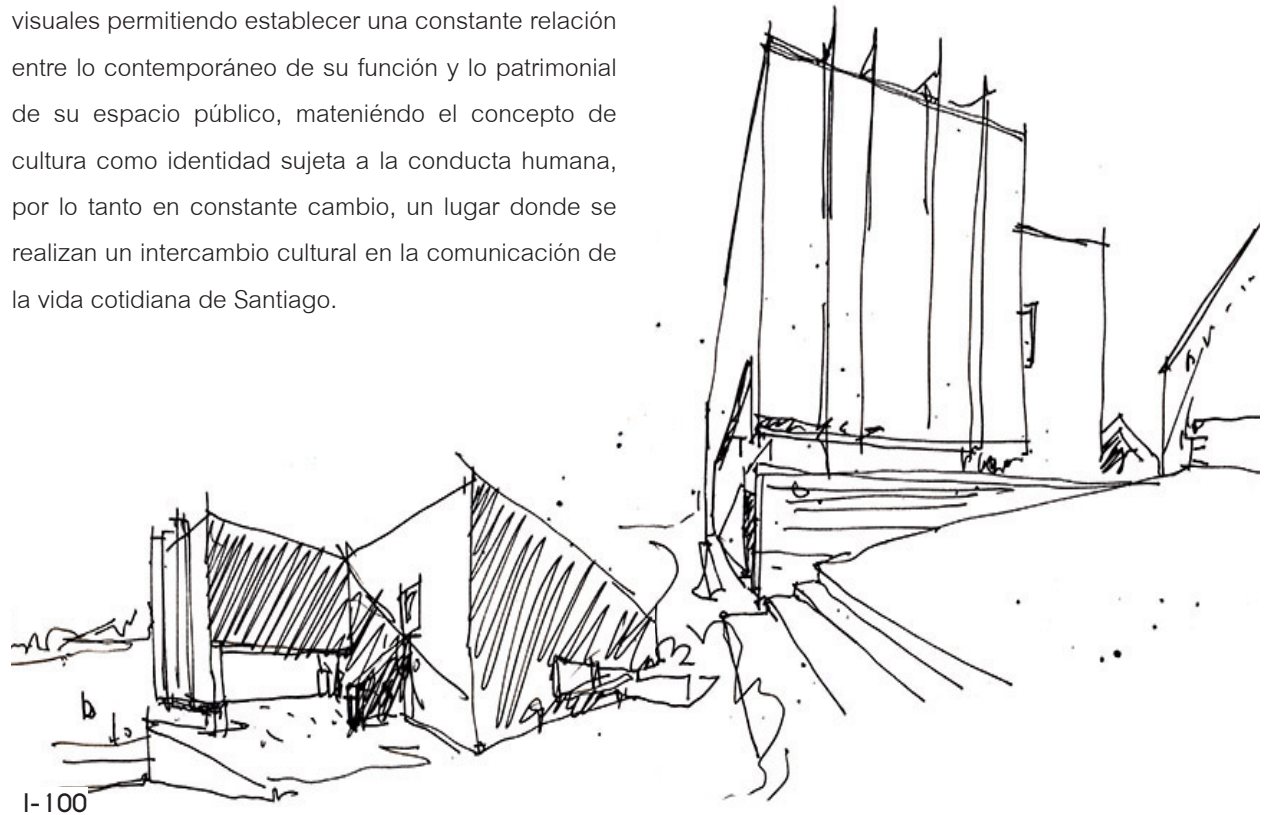 visuales permitiendo establecer una constante relación
entre lo contemporáneo de su función y lo patrimonial
de su espacio público, mateniéndo el concepto de
cultura como identidad sujeta a la conducta humana,
por lo tanto en constante cambio, un lugar donde se
realizan un intercambio cultural en la comunicación de
la vida cotidiana de Santiago.
I-100